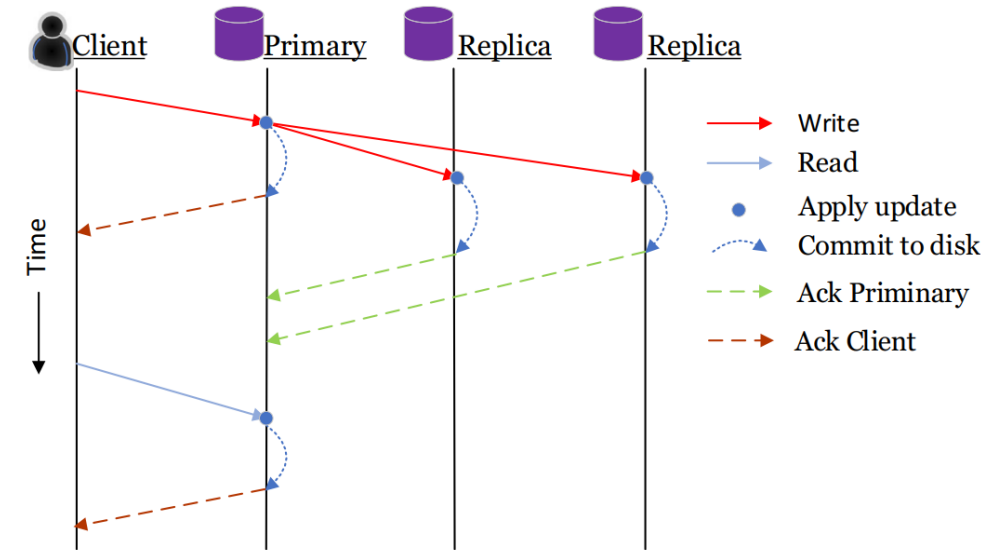 Client
Primary
Replica
Replica
Write
Read
Apply update
Commit to disk
Ack Priminary
Ack Client
Time